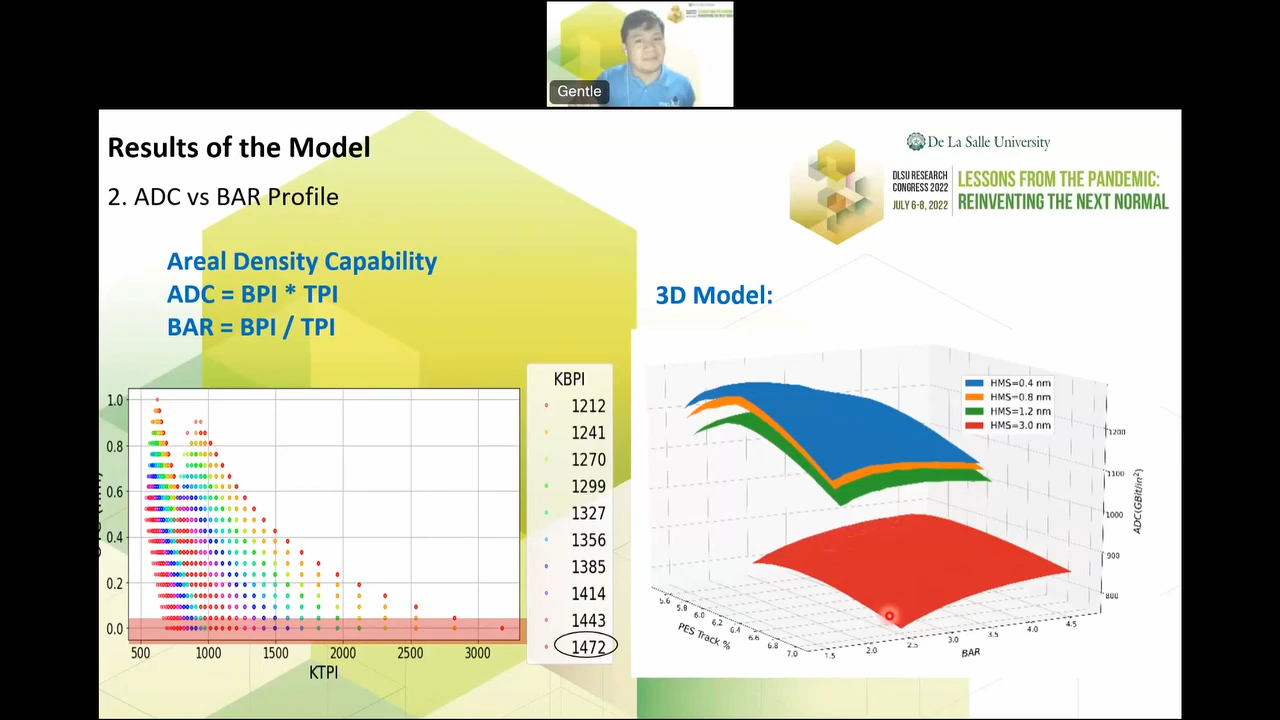 Gentle
Results of the Model
2. ADC vs BAR Profile
De La Salle University
DLSU RESEARCH
CONGRESS 2022
JULY 6-8, 2022
LESSONS FROM THE PANDEMIC:
REINVENTING THE NEXT NORMAL
Areal Density Capability
ADC = BPI * TPI
BAR = BPI / TPI
3D Model:
1.0
0.8
0.6
0.4
0.2
0.0
500
1000
1500
2000
2500
3000
KTPI
KBPI
1212
1241
1270
1299
1327
1356
1385
1414
1443
1472
HMS=0.4 nm
HMS=0.8 nm
HMS=1.2 nm
HMS=3.0 nm
1200
1100
1000
900
800
ADC(GBit/in²)
5.6
5.8
6.0
6.2
6.4
6.6
6.8
7.0
PES Track %
1.5
2.0
2.5
3.0
3.5
4.0
4.5
BAR